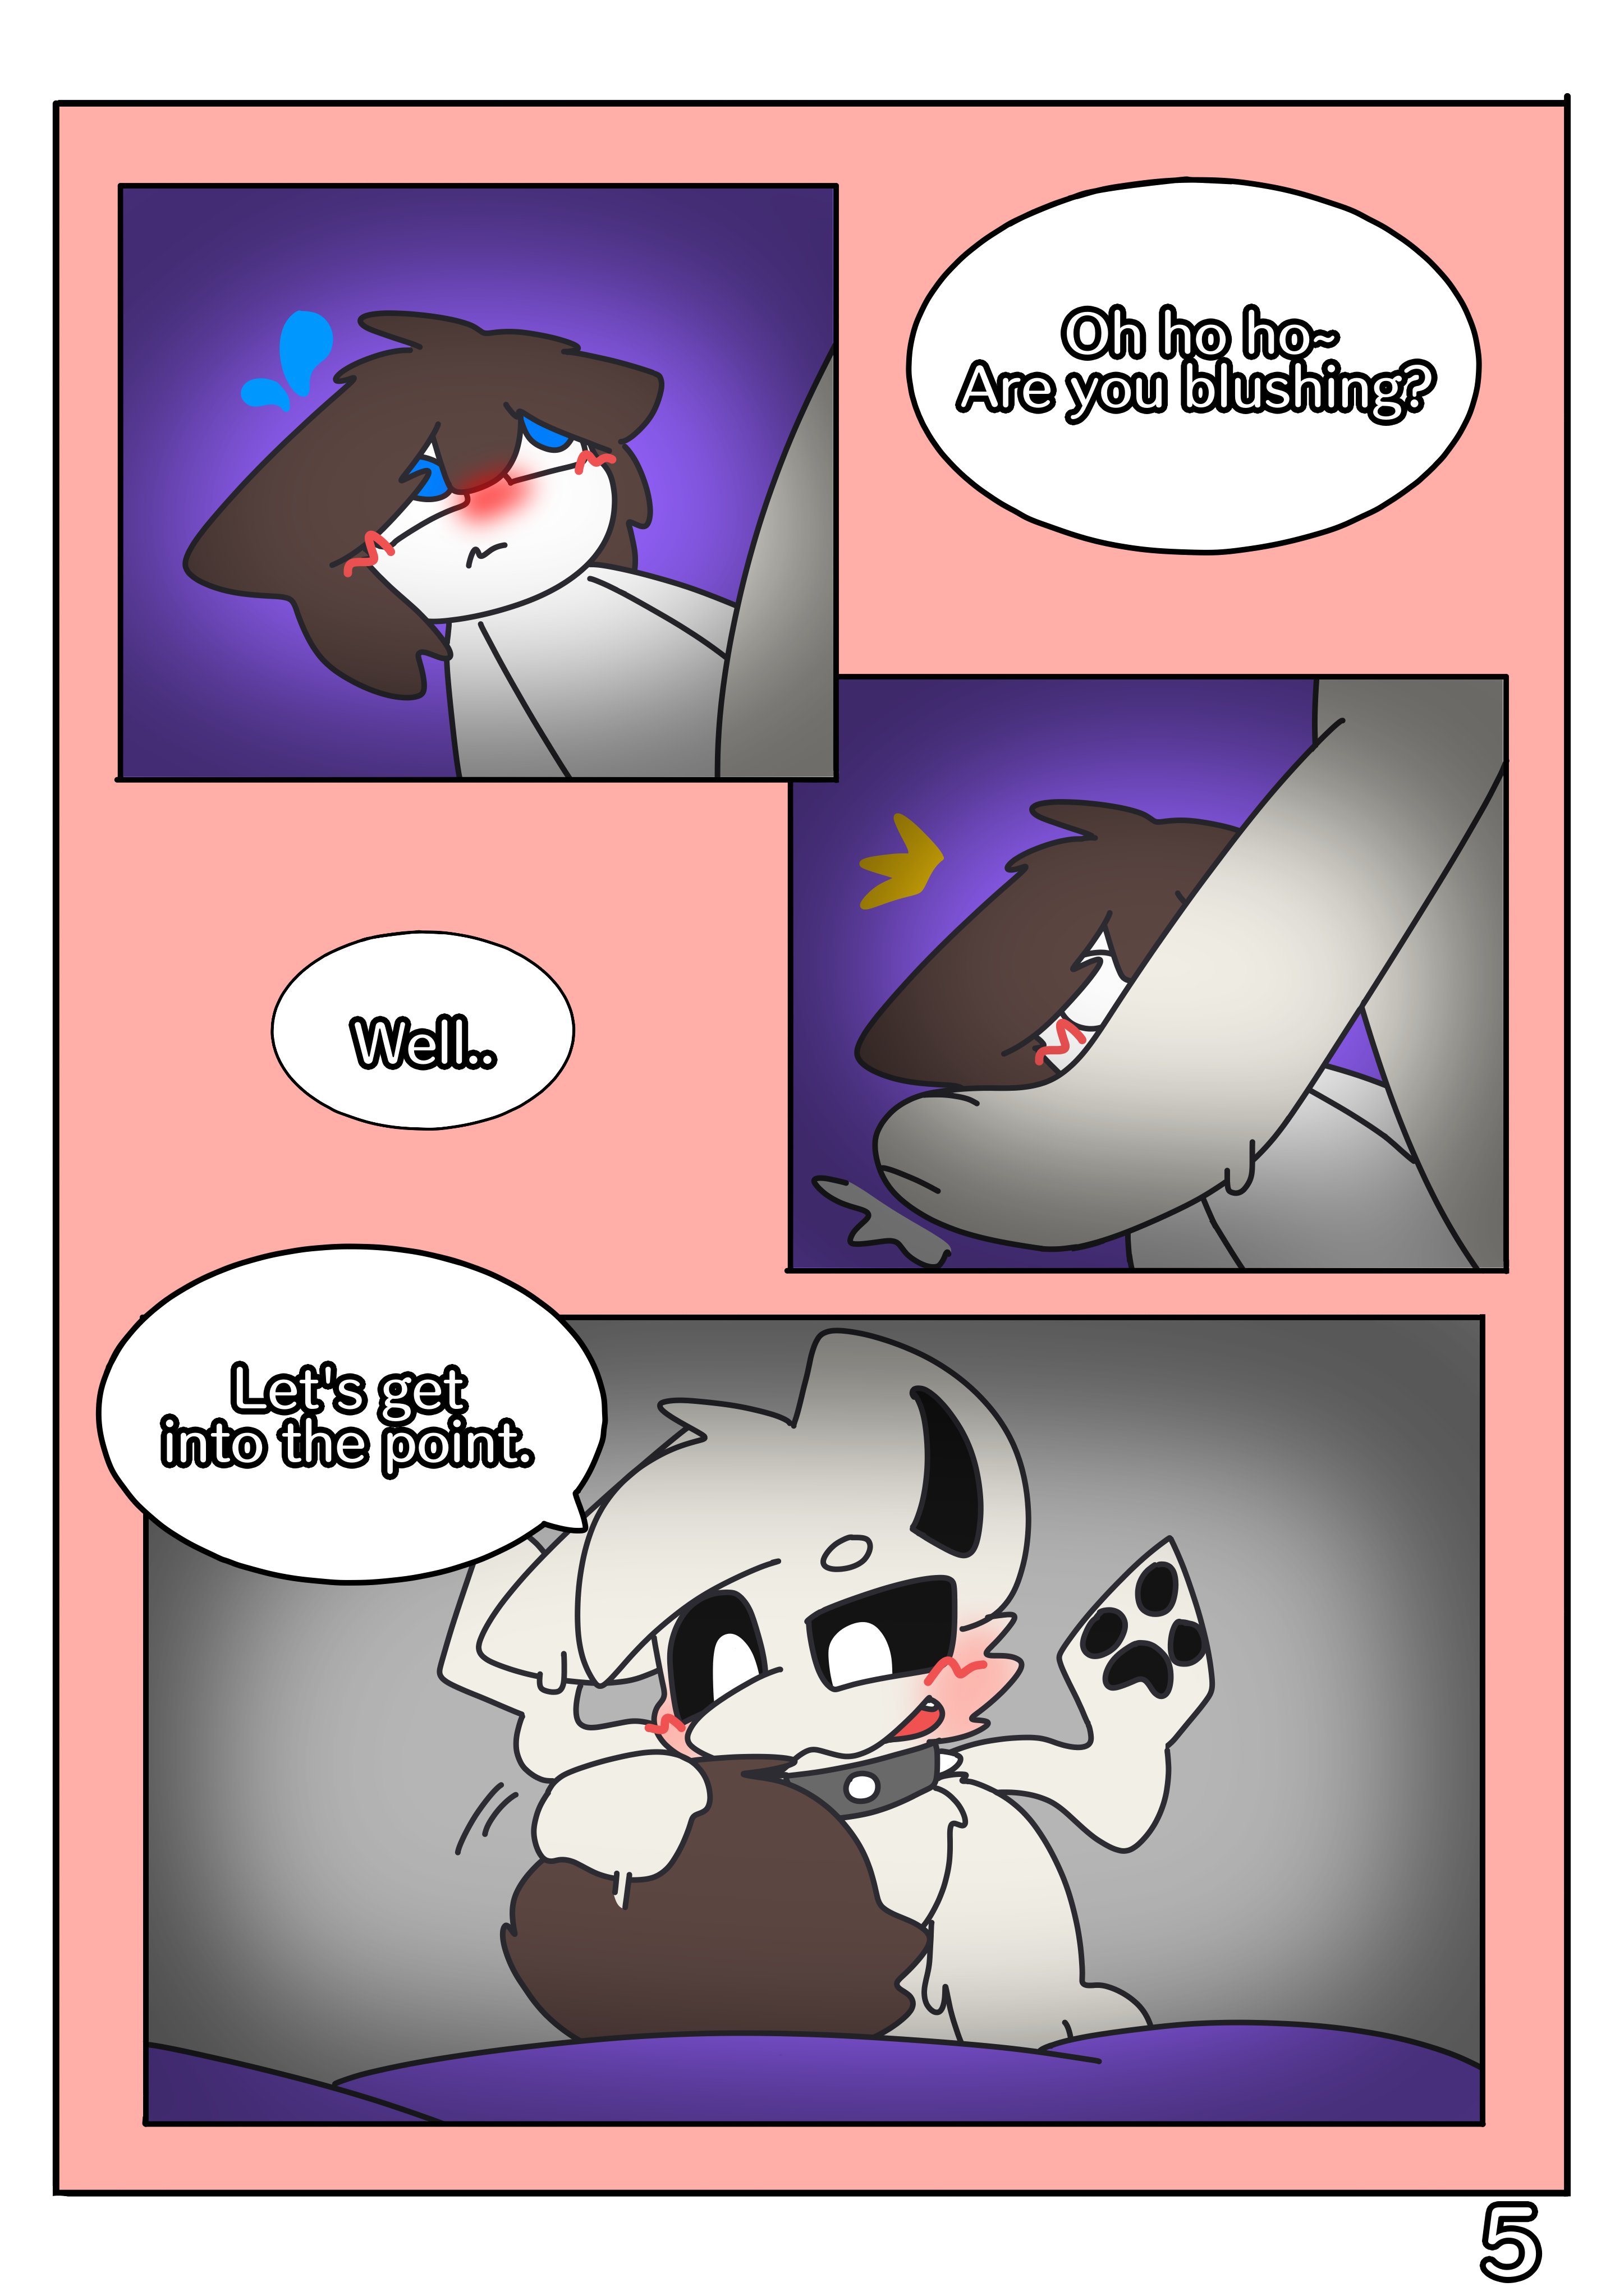 Oh ho ho~
Are you blushing?
Well..
Let's get
into the point.
5